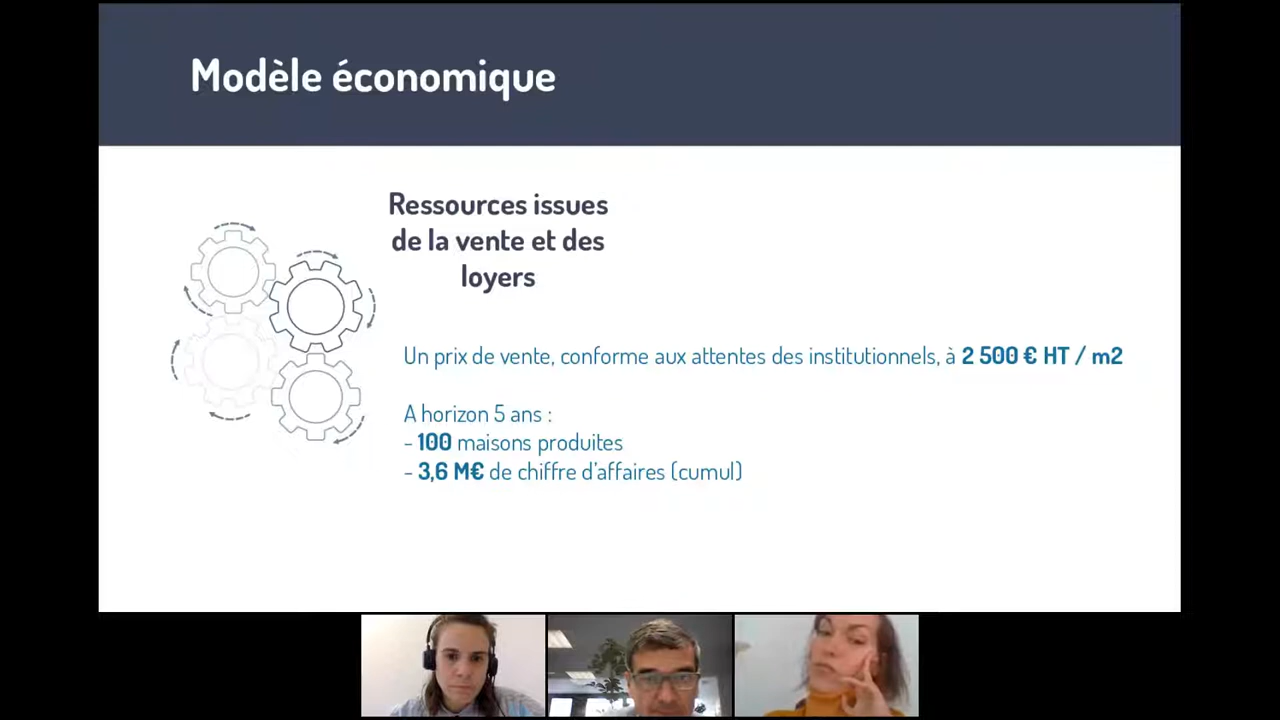 Modèle économique
Ressources issues
de la vente et des
loyers
Un prix de vente, conforme aux attentes des institutionnels, à 2 500 € HT / m2
A horizon 5 ans :
- 100 maisons produites
- 3,6 M€ de chiffre d'affaires (cumul)